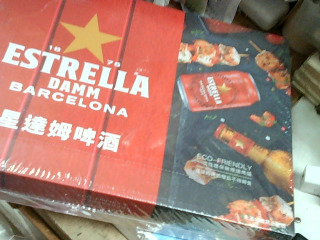 18 76
ESTRELLA
DAMM
BARCELONA
星達姆啤酒
ECO-FRIENDLY